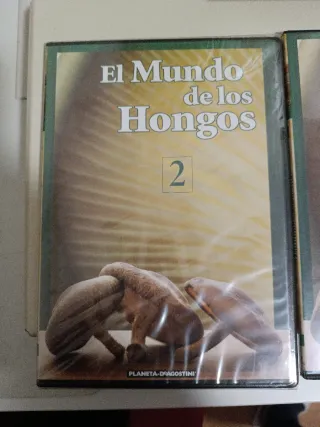 El Mundo
de los
Hongos
2
PLANETA-DEAGOSTINI